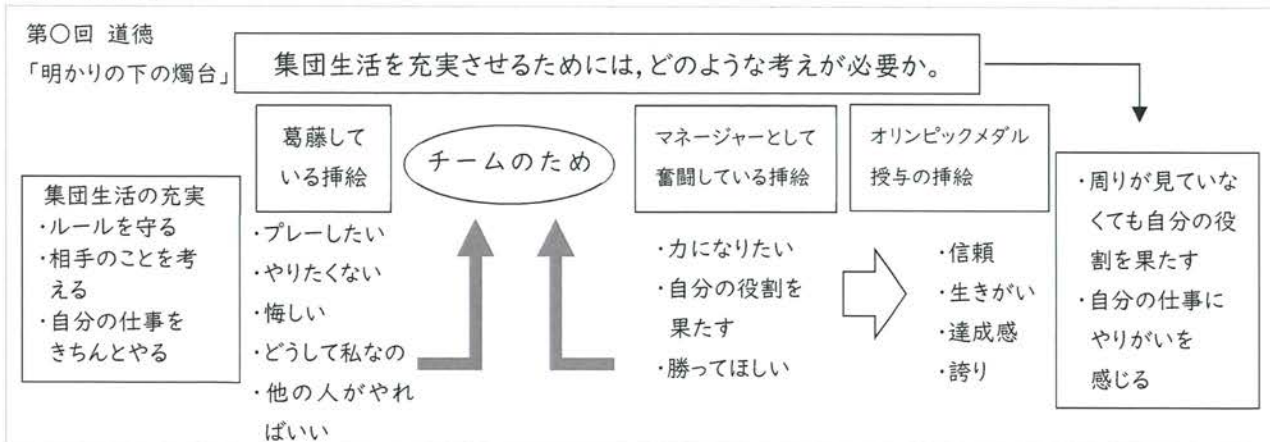 第〇回 道徳
「明かりの下の燭台」
集団生活を充実させるためには,どのような考えが必要か。
集団生活の充実
・ルールを守る
・相手のことを考
える
・自分の仕事を
きちんとやる
葛藤して
いる挿絵
・プレーしたい
・やりたくない
・悔しい
・どうして私なの
・他の人がやれ
ばいい
チームのため
マネージャーとして
奮闘している挿絵
・力になりたい
・自分の役割を
果たす
・勝ってほしい
オリンピックメダル
授与の挿絵
・信頼
・生きがい
・達成感
・誇り
・周りが見ていな
くても自分の役
割を果たす
・自分の仕事に
やりがいを
感じる